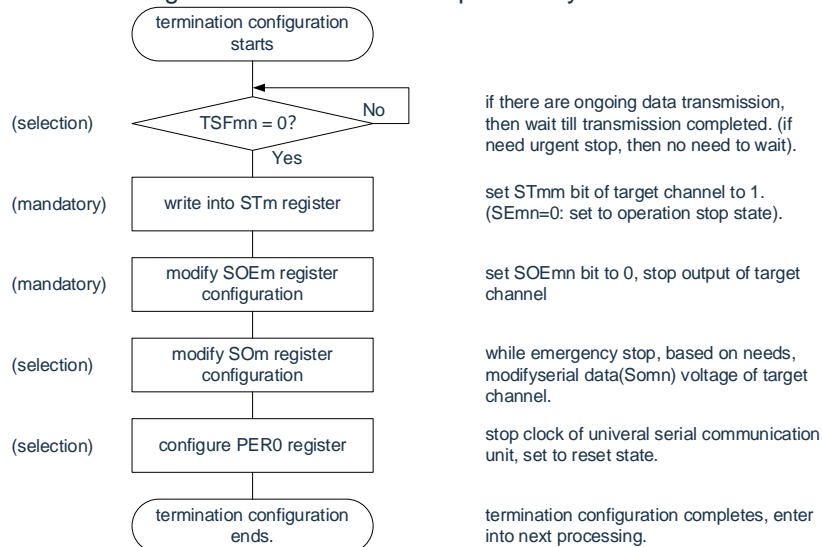 termination configuration
starts
(selection)
TSFmn = 0?
No
if there are ongoing data transmission,
then wait till transmission completed. (if
need urgent stop, then no need to wait).
Yes
(mandatory)
write into STm register
set STmm bit of target channel to 1.
(SEmn=0: set to operation stop state).
(mandatory)
modify SOEm register
configuration
set SOEmn bit to 0, stop output of target
channel
(selection)
modify SOm register
configuration
while emergency stop, based on needs,
modifyserial data(Somn) voltage of target
channel.
(selection)
configure PER0 register
stop clock of univeral serial communication
unit, set to reset state.
termination configuration
ends.
termination configuration completes, enter
into next processing.